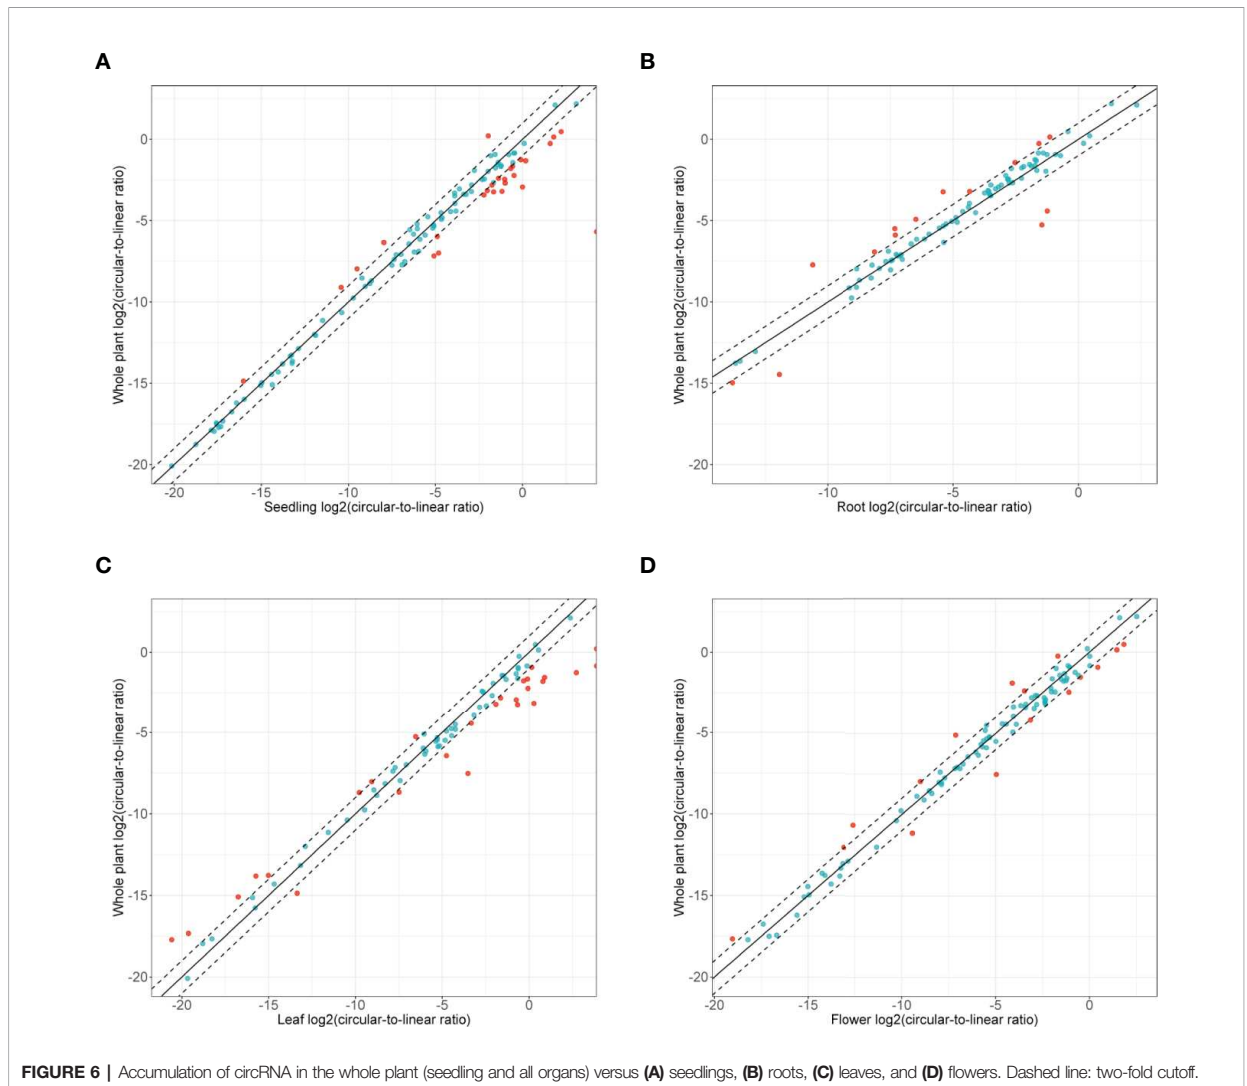 A
B
Whole plant log2(circular-to-linear ratio)
0
-5
-10
-15
-20
-20 -15 -10 -5 0
Seedling log2(circular-to-linear ratio)
Whole plant log2(circular-to-linear ratio)
0
-5
-10
-15
-20
-10 -5 0
Root log2(circular-to-linear ratio)
C
D
Whole plant log2(circular-to-linear ratio)
0
-5
-10
-15
-20
-20 -15 -10 -5 0
Leaf log2(circular-to-linear ratio)
Whole plant log2(circular-to-linear ratio)
0
-5
-10
-15
-20
-20 -15 -10 -5 0
Flower log2(circular-to-linear ratio)
FIGURE 6 | Accumulation of circRNA in the whole plant (seedling and all organs) versus (A) seedlings, (B) roots, (C) leaves, and (D) flowers. Dashed line: two-fold cutoff.